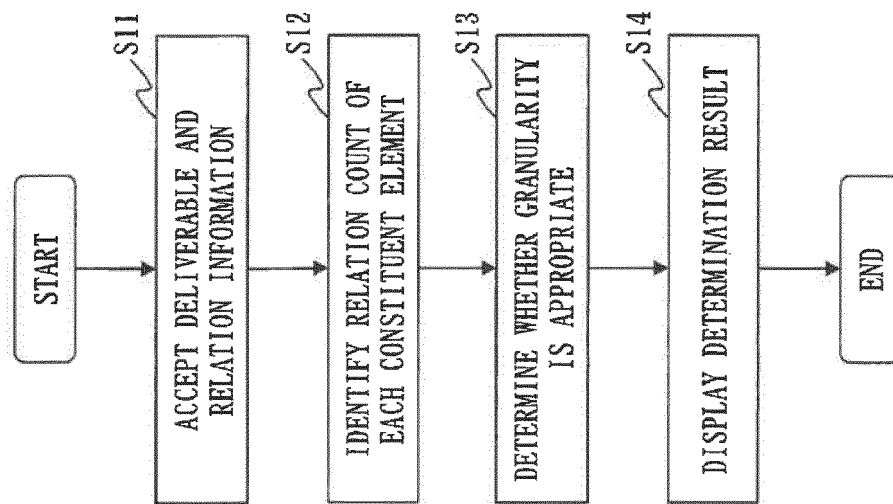 START
S11
ACCEPT DELIVERABLE AND
RELATION INFORMATION
S12
IDENTIFY RELATION COUNT OF
EACH CONSTITUENT ELEMENT
S13
DETERMINE WHETHER GRANULARITY
IS APPROPRIATE
S14
DISPLAY DETERMINATION RESULT
END